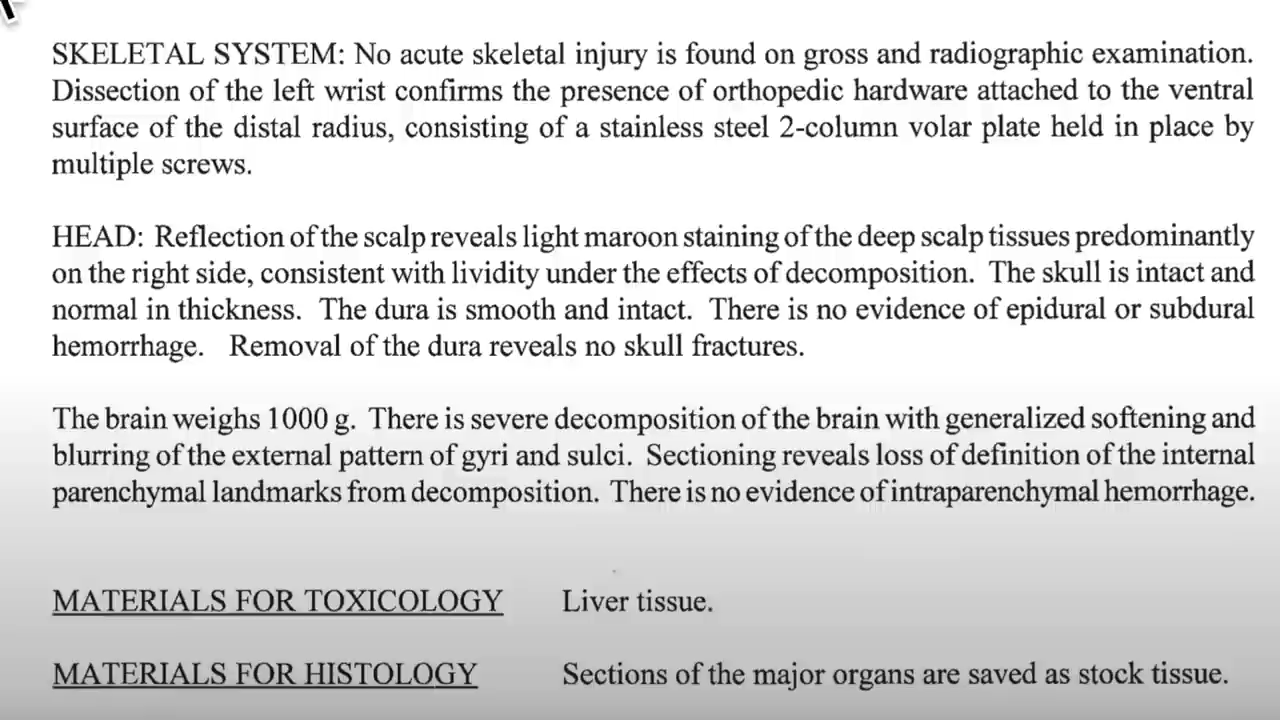 SKELETAL SYSTEM: No acute skeletal injury is found on gross and radiographic examination.
Dissection of the left wrist confirms the presence of orthopedic hardware attached to the ventral
surface of the distal radius, consisting of a stainless steel 2-column volar plate held in place by
multiple screws.
HEAD: Reflection of the scalp reveals light maroon staining of the deep scalp tissues predominantly
on the right side, consistent with lividity under the effects of decomposition. The skull is intact and
normal in thickness. The dura is smooth and intact. There is no evidence of epidural or subdural
hemorrhage. Removal of the dura reveals no skull fractures.
The brain weighs 1000 g. There is severe decomposition of the brain with generalized softening and
blurring of the external pattern of gyri and sulci. Sectioning reveals loss of definition of the internal
parenchymal landmarks from decomposition. There is no evidence of intraparenchymal hemorrhage.
MATERIALS FOR TOXICOLOGY Liver tissue.
MATERIALS FOR HISTOLOGY Sections of the major organs are saved as stock tissue.